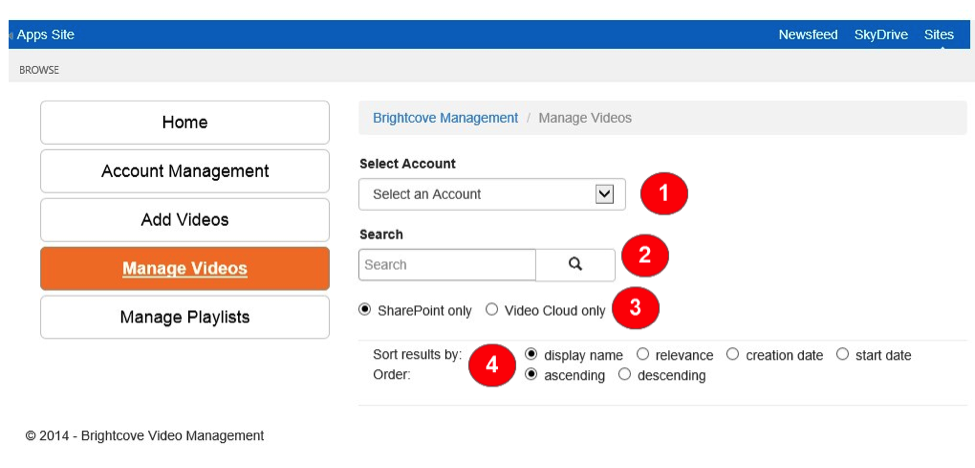 Apps Site Newsfeed SkyDrive Sites
BROWSE
Home
Account Management
Add Videos
Manage Videos
Manage Playlists
Brightcove Management / Manage Videos
Select Account
Select an Account
1
Search
Search
2
SharePoint only Video Cloud only
3
Sort results by: display name relevance creation date start date
4
Order: ascending descending
© 2014 - Brightcove Video Management